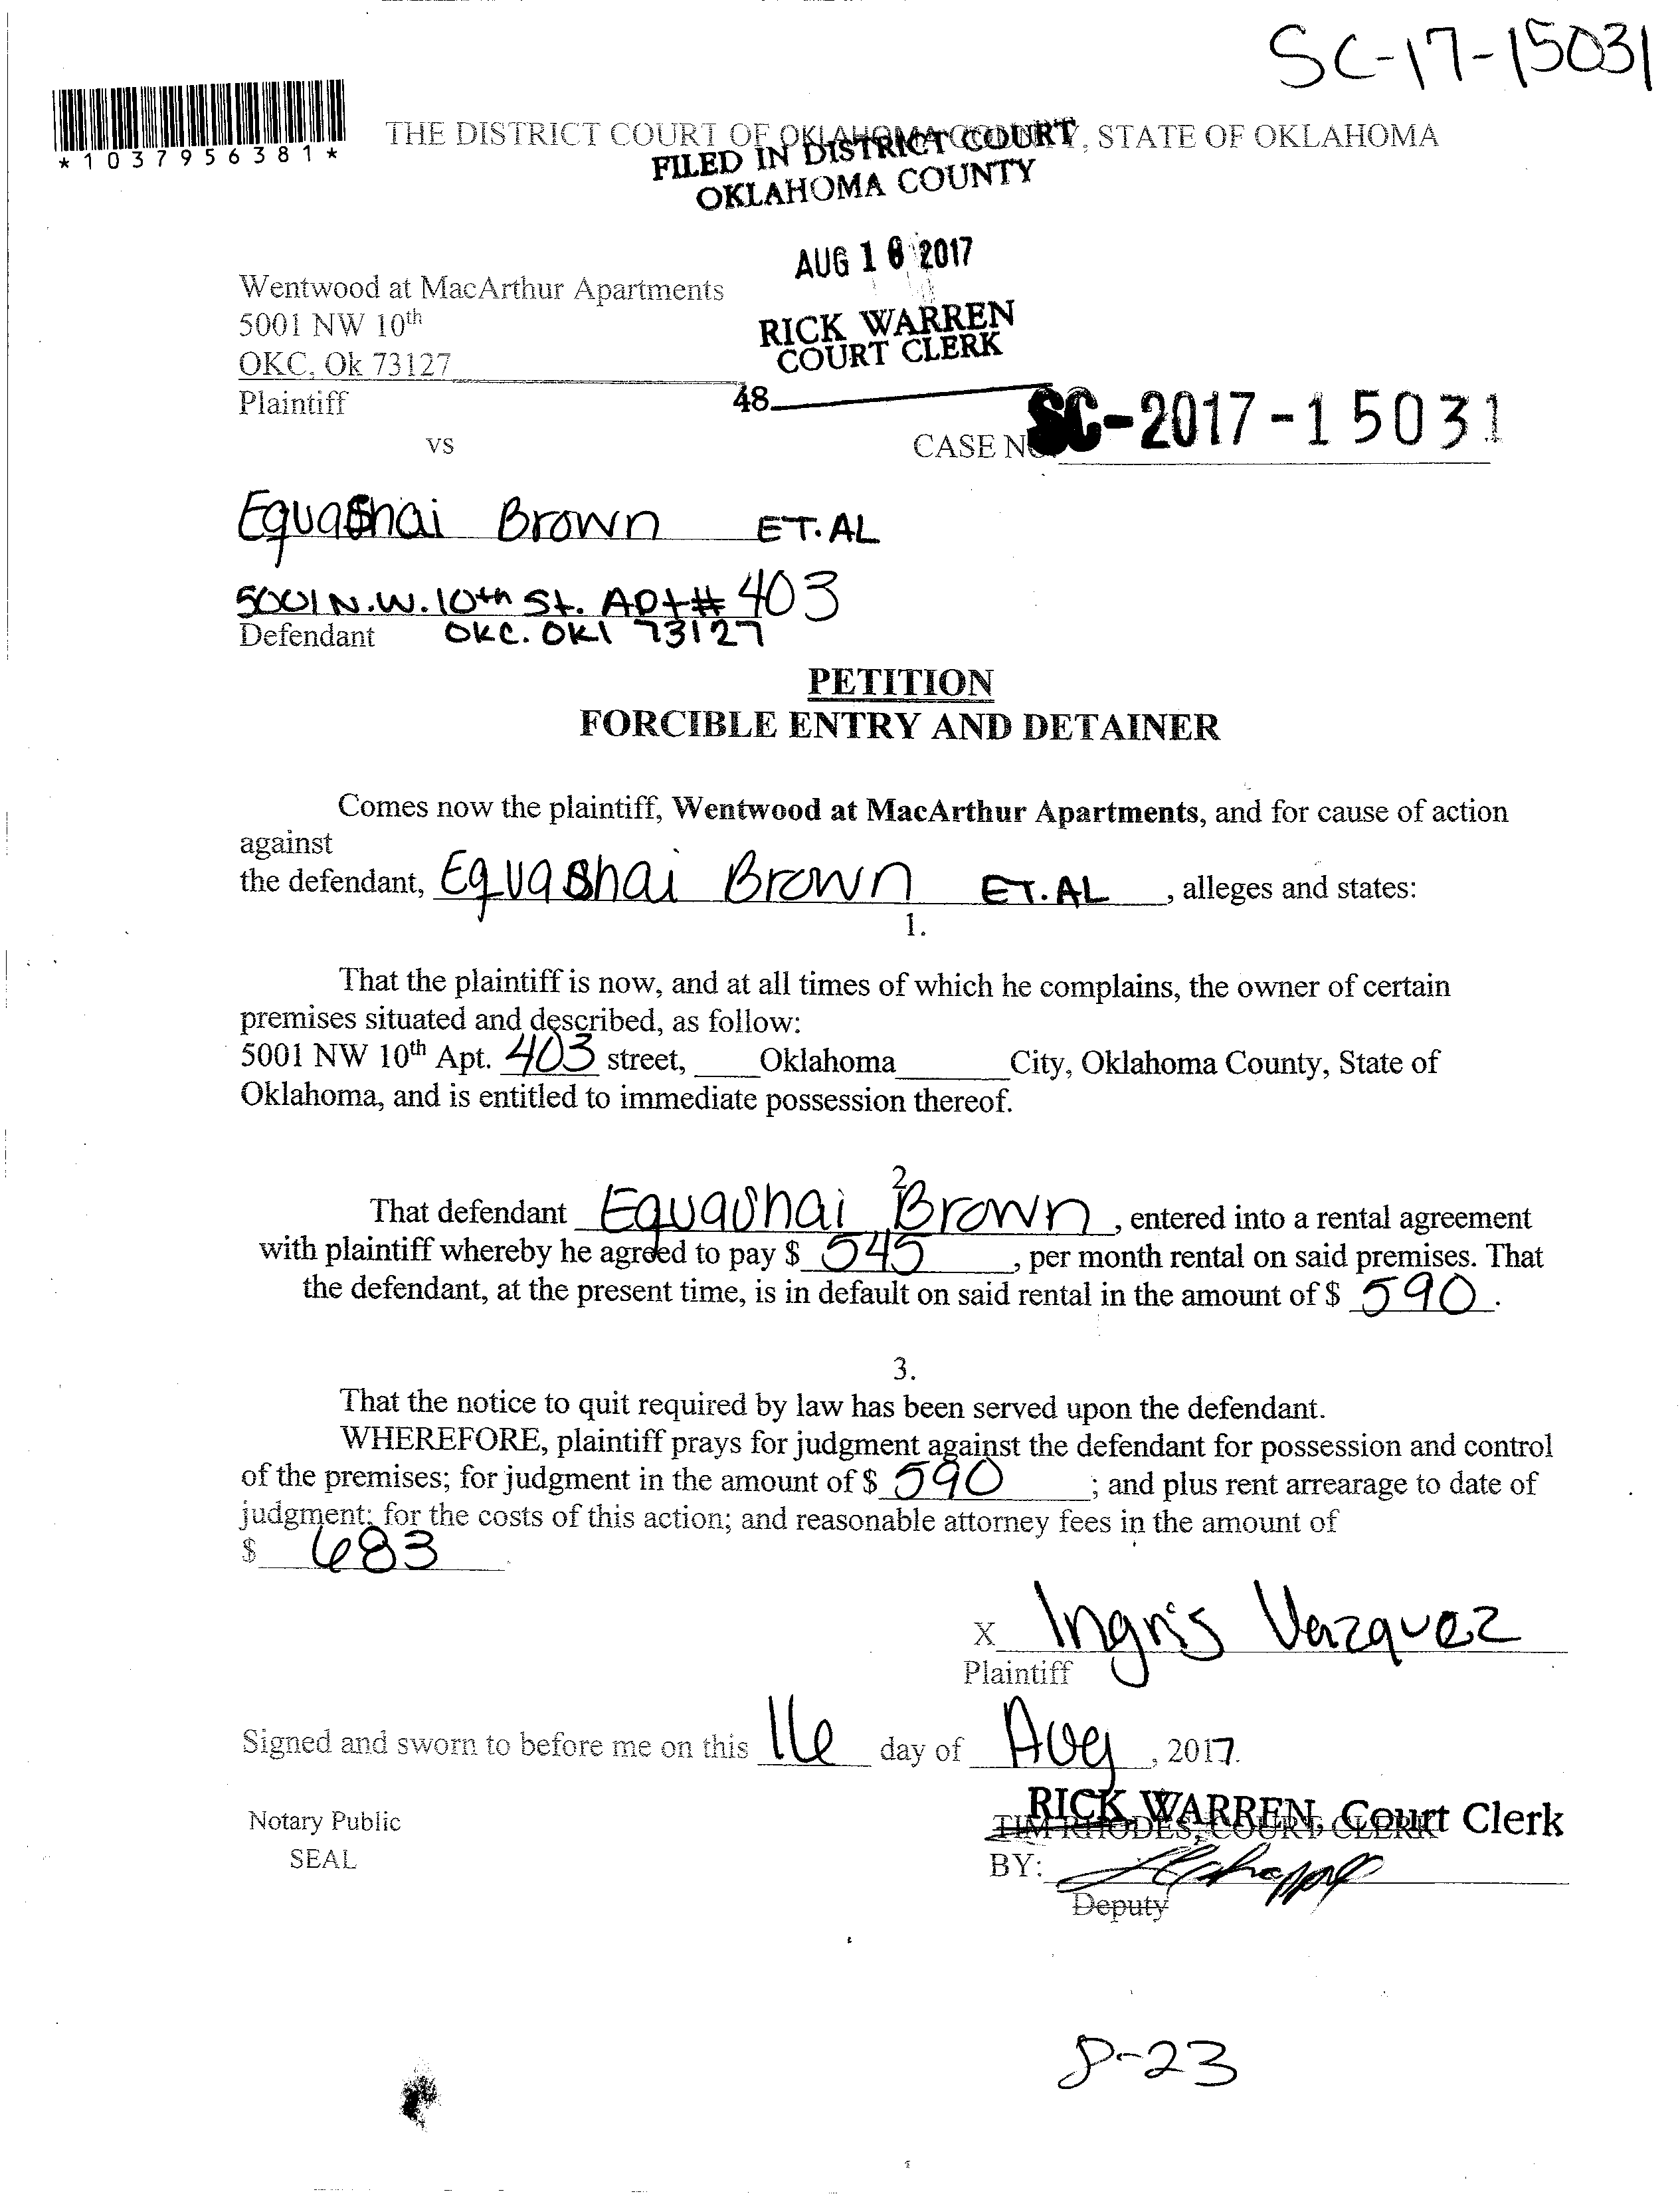 SC-17-15031
*1037956381*
THE DISTRICT COURT OF OKLAHOMA COUNTY, STATE OF OKLAHOMA
FILED IN DISTRICT COURT
OKLAHOMA COUNTY
AUG 16 2017
Wentwood at MacArthur Apartments
5001 NW 10th
RICK WARREN
COURT CLERK
OKC, Ok 73127
Plaintiff
48
vs
CASE NO. SC-2017-15031
Equashai Brown ET.AL
5001 N.W. 10th St. Apt# 403
Defendant OKC. OKl 73127
PETITION
FORCIBLE ENTRY AND DETAINER
Comes now the plaintiff, Wentwood at MacArthur Apartments, and for cause of action
against
the defendant, Equashai Brown ET.AL, alleges and states:
1.
That the plaintiff is now, and at all times of which he complains, the owner of certain
premises situated and described, as follow:
5001 NW 10th Apt. 403 street, Oklahoma City, Oklahoma County, State of
Oklahoma, and is entitled to immediate possession thereof.
2.
That defendant Equashai Brown, entered into a rental agreement
with plaintiff whereby he agreed to pay $ 545, per month rental on said premises. That
the defendant, at the present time, is in default on said rental in the amount of $ 590.
3.
That the notice to quit required by law has been served upon the defendant.
WHEREFORE, plaintiff prays for judgment against the defendant for possession and control
of the premises; for judgment in the amount of $ 590; and plus rent arrearage to date of
judgment; for the costs of this action; and reasonable attorney fees in the amount of
$ 683.
X Ingris Vazquez
Plaintiff
Signed and sworn to before me on this 16 day of Aug, 2017.
RICK WARREN, Court Clerk
Notary Public TIM RHODES, COURT CLERK
SEAL
BY:
Deputy
8-23